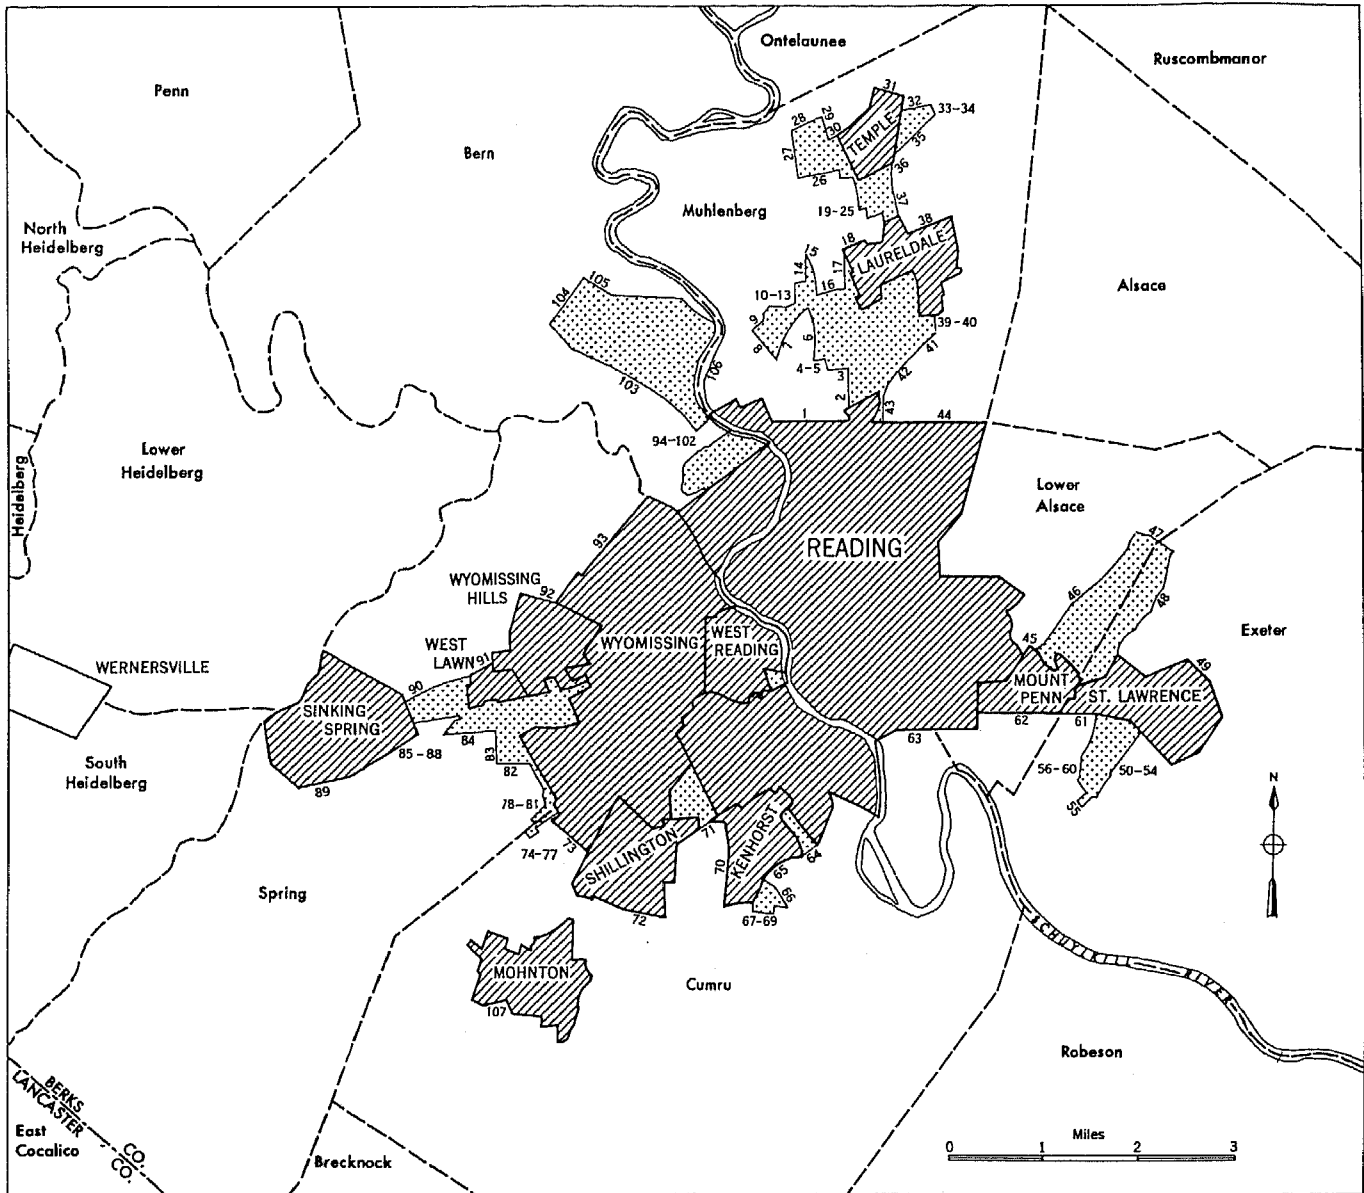 Ontelaunee
Ruscombmanor
Penn
31
32
33-34
28
29
30
TEMPLE
35
Bern
27
26
36
37
Muhlenberg
19-25
38
North
Heidelberg
18
LAURELDALE
15
14
17
16
Alsace
105
104
10-13
9
8
7
6
39-40
41
4-5
3
42
106
103
2
43
1
44
94-102
Lower
Heidelberg
Heidelberg
Lower
Alsace
47
READING
93
46
48
WYOMISSING
HILLS
92
WEST
LAWN
91
WYOMISSING
WEST
READING
45
Exeter
WERNERSVILLE
90
MOUNT
PENN
49
ST. LAWRENCE
SINKING
SPRING
62
61
63
84
83
85-88
82
South
Heidelberg
89
56-60
50-54
55
N
78-81
74-77
73
SHILLINGTON
71
KENHORST
64
70
65
66
Spring
72
67-69
SCHUYLKILL RIVER
MOHNTON
Cumru
107
Robeson
BERKS CO.
LANCASTER CO.
East
Cocalico
Brecknock
Miles
0 1 2 3